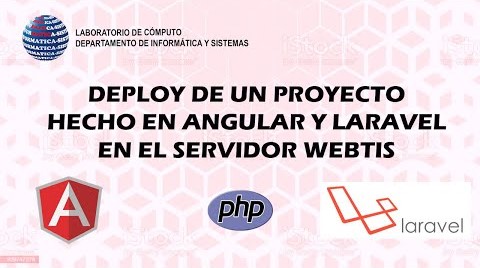 LABORATORIO DE CÓMPUTO
DEPARTAMENTO DE INFORMÁTICA Y SISTEMAS
DEPLOY DE UN PROYECTO
HECHO EN ANGULAR Y LARAVEL
EN EL SERVIDOR WEBTIS
A
php
laravel